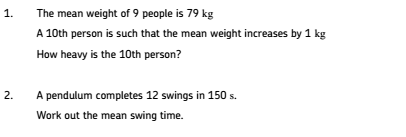 1. The mean weight of 9 people is 79 kg
A 10th person is such that the mean weight increases by 1 kg
How heavy is the 10th person?
2. A pendulum completes 12 swings in 150 s.
Work out the mean swing time.